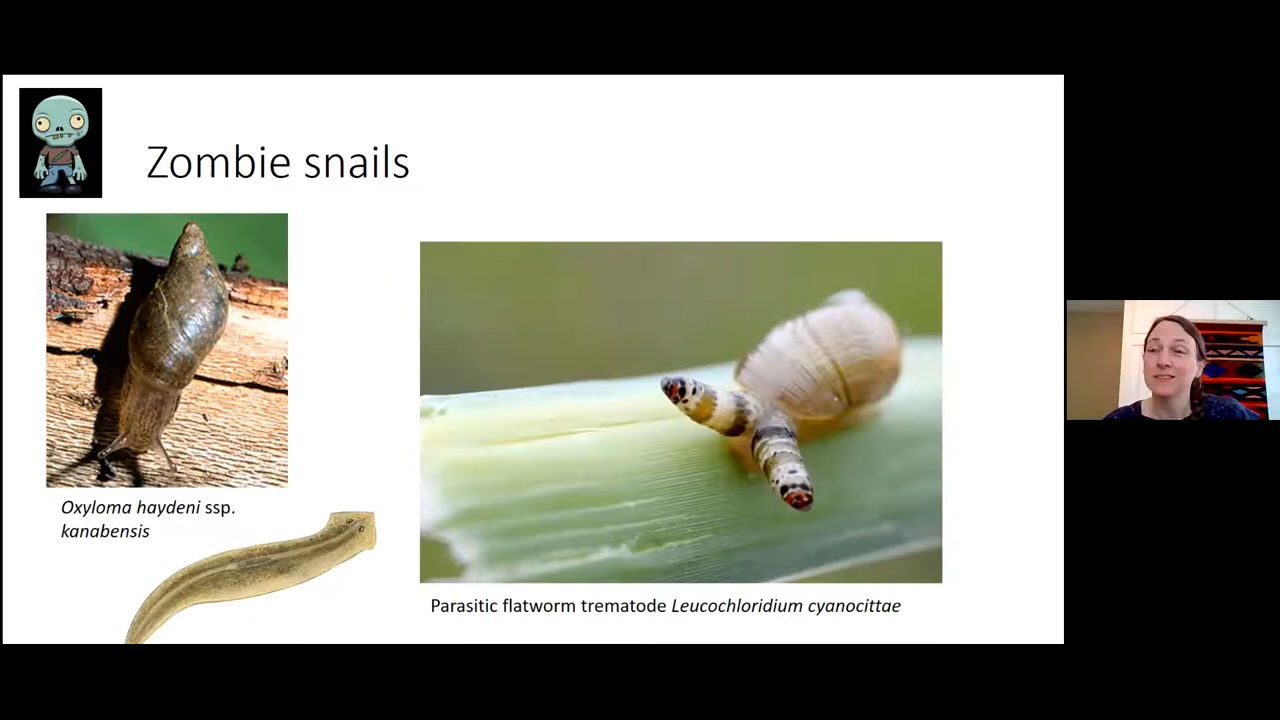 Zombie snails
Oxyloma haydeni ssp.
kanabensis
Parasitic flatworm trematode Leucochloridium cyanocittae